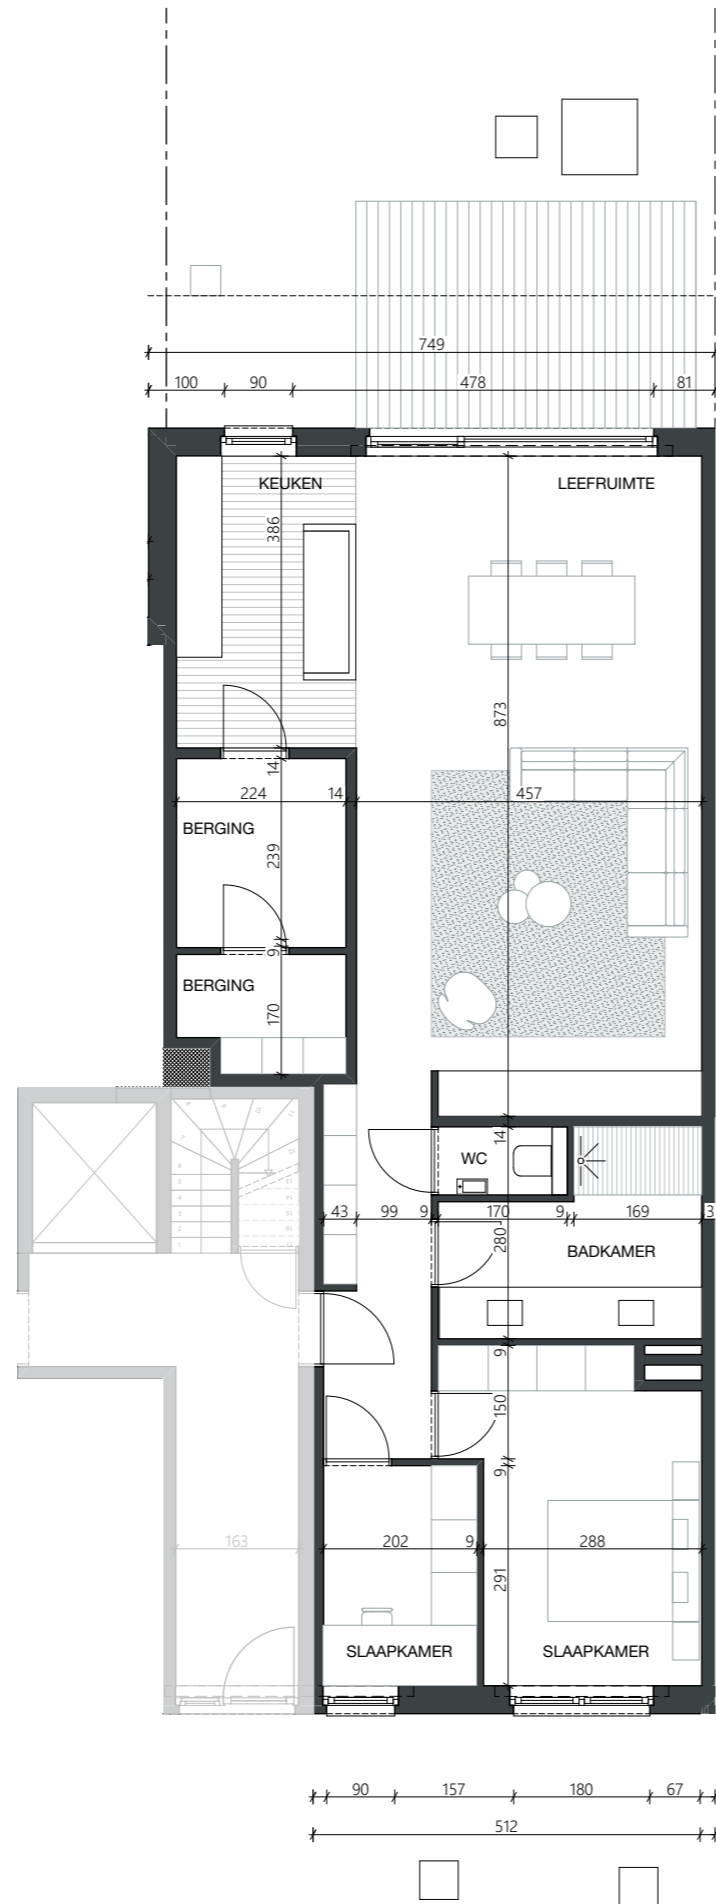 749
100 90 478 81
KEUKEN LEEFRUIMTE
386
873
14
224 14 457
BERGING
239
9
BERGING
170
14
WC
43 99 9 170 9 169 3
280
BADKAMER
9
150
9
163 202 9 288
291
SLAAPKAMER SLAAPKAMER
90 157 180 67
512